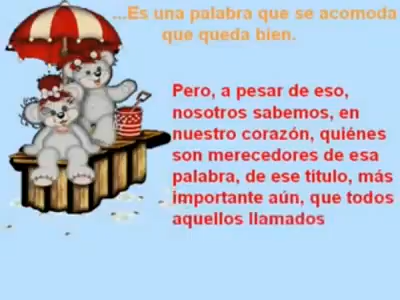 ...Es una palabra que se acomoda
que queda bien.
Pero, a pesar de eso,
nosotros sabemos, en
nuestro corazón, quiénes
son merecedores de esa
palabra, de ese título, más
importante aún, que todos
aquellos llamados